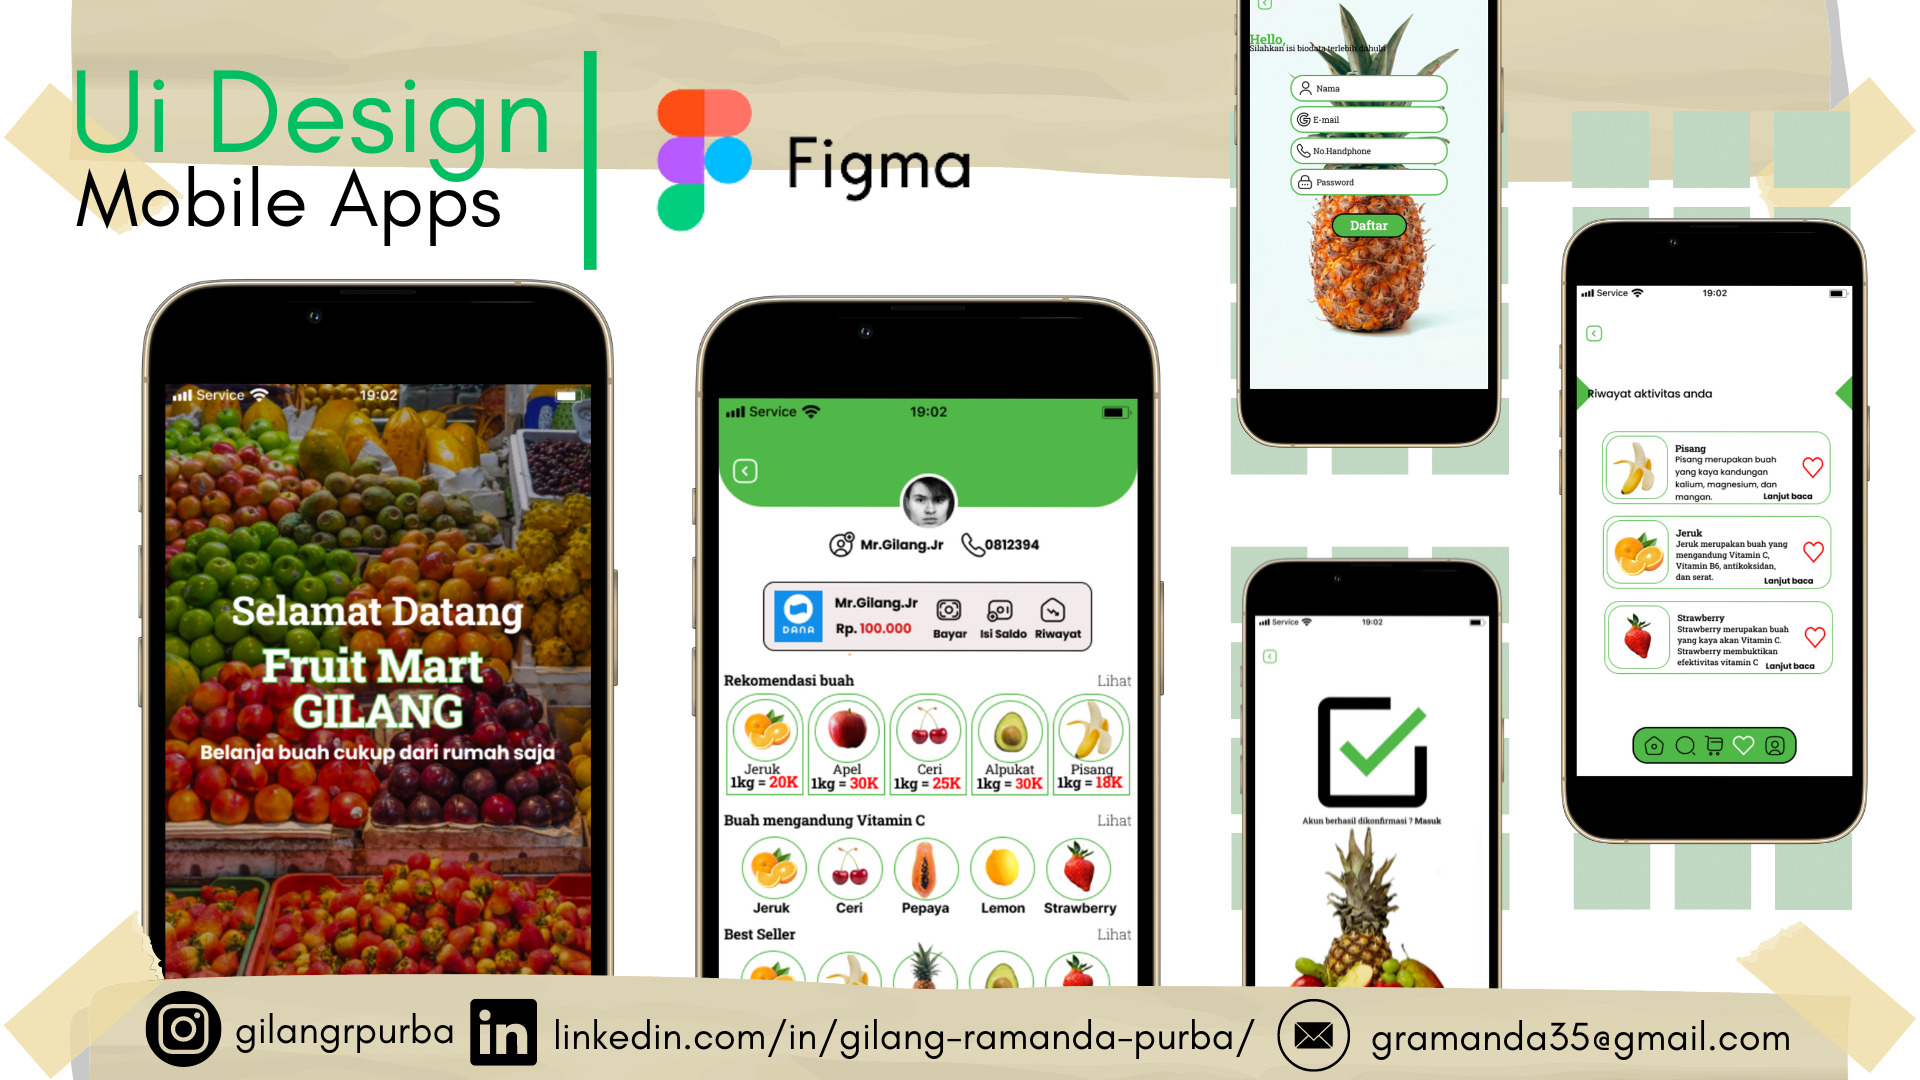 Ui Design
Mobile Apps
Figma
Service
19:02
Selamat Datang
Fruit Mart
GILANG
Belanja buah cukup dari rumah saja
Service
19:02
Mr.Gilang.Jr
0812394
DANA
Mr.Gilang.Jr
Rp. 100.000
Bayar
Isi Saldo
Riwayat
Rekomendasi buah
Lihat
Jeruk
1kg = 20K
Apel
1kg = 30K
Ceri
1kg = 25K
Alpukat
1kg = 30K
Pisang
1kg = 18K
Buah mengandung Vitamin C
Lihat
Jeruk
Ceri
Pepaya
Lemon
Strawberry
Best Seller
Lihat
Hello,
Silahkan isi biodata terlebih dahulu
Nama
E-mail
No.Handphone
Password
Daftar
Service
19:02
Akun berhasil dikonfirmasi ? Masuk
Service
19:02
Riwayat aktivitas anda
Pisang
Pisang merupakan buah
yang kaya kandungan
kalium, magnesium, dan
mangan.
Lanjut baca
Jeruk
Jeruk merupakan buah yang
mengandung Vitamin C,
Vitamin B6, antikoksidan,
dan serat.
Lanjut baca
Strawberry
Strawberry merupakan buah
yang kaya akan Vitamin C.
Strawberry membuktikan
efektivitas vitamin C
Lanjut baca
gilangrpurba
in
linkedin.com/in/gilang-ramanda-purba/
gramanda35@gmail.com